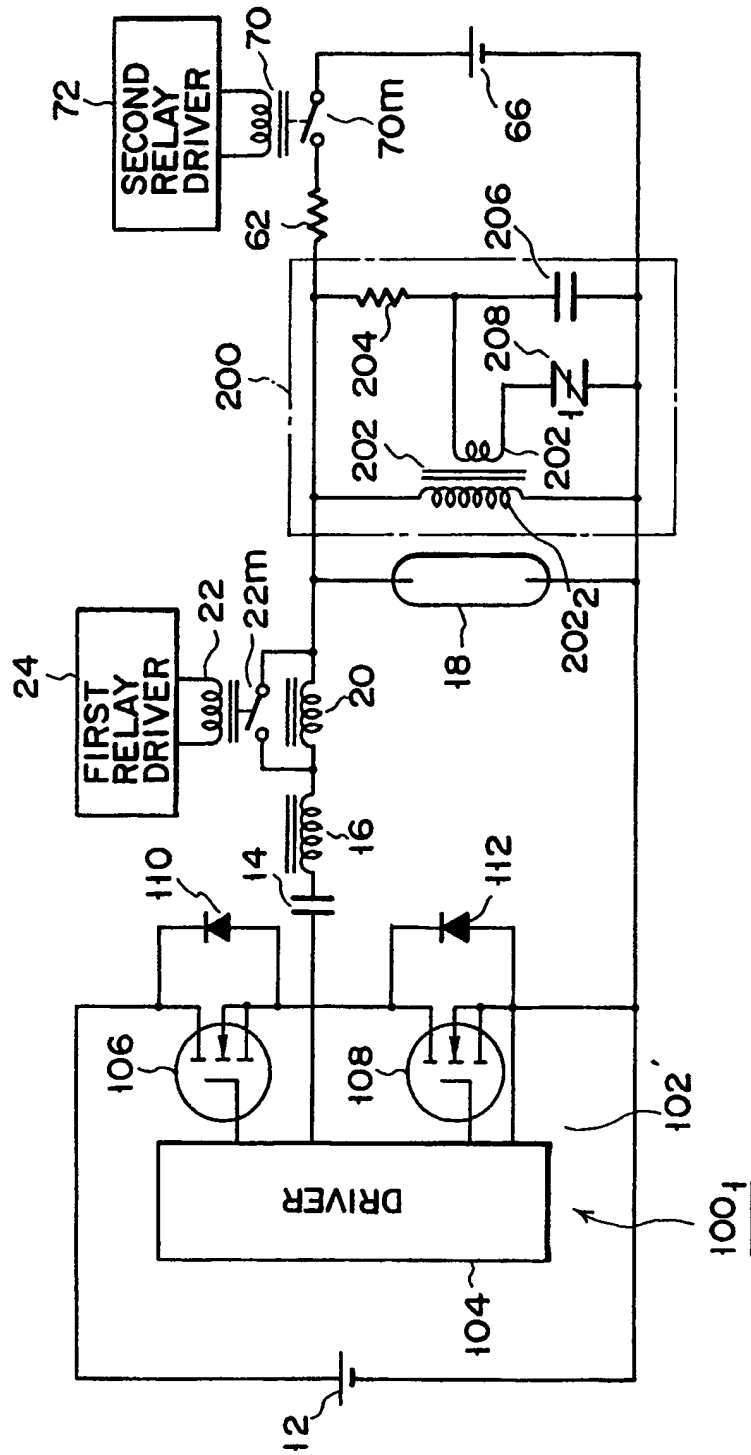 72
SECOND
RELAY
DRIVER
70
70m
62
66
200
204
206
208
202
202₁
202₂
18
24
FIRST
RELAY
DRIVER
22
22m
20
16
14
110
112
106
108
DRIVER
104
102'
100₁
12